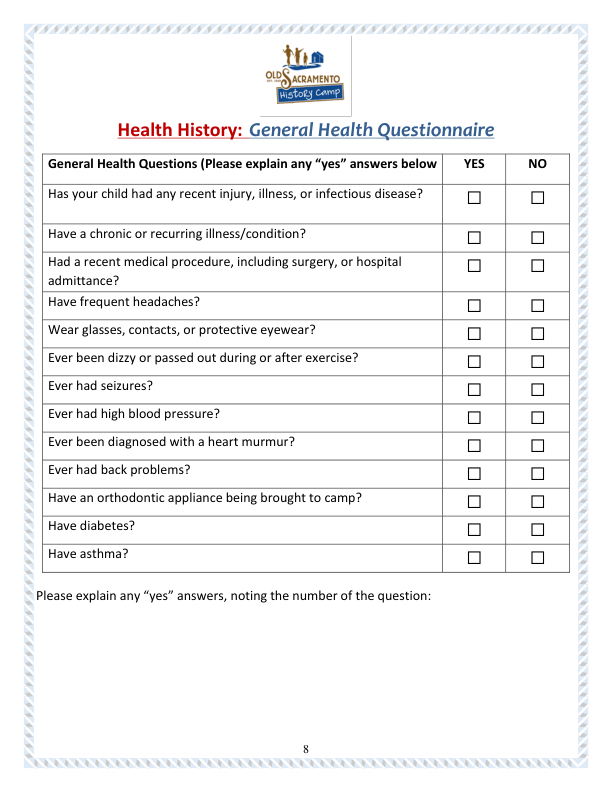 OLD SACRAMENTO
History Camp
Health History: General Health Questionnaire
General Health Questions (Please explain any “yes” answers below YES NO
Has your child had any recent injury, illness, or infectious disease? ☐ ☐
Have a chronic or recurring illness/condition? ☐ ☐
Had a recent medical procedure, including surgery, or hospital
admittance? ☐ ☐
Have frequent headaches? ☐ ☐
Wear glasses, contacts, or protective eyewear? ☐ ☐
Ever been dizzy or passed out during or after exercise? ☐ ☐
Ever had seizures? ☐ ☐
Ever had high blood pressure? ☐ ☐
Ever been diagnosed with a heart murmur? ☐ ☐
Ever had back problems? ☐ ☐
Have an orthodontic appliance being brought to camp? ☐ ☐
Have diabetes? ☐ ☐
Have asthma? ☐ ☐
Please explain any “yes” answers, noting the number of the question:
8